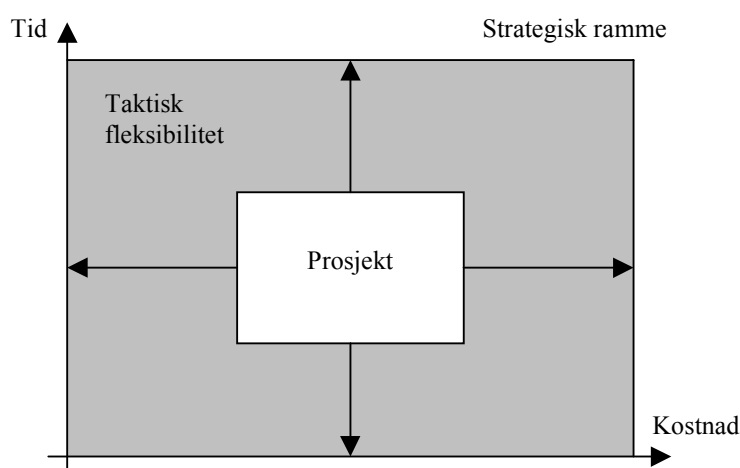 Tid
Strategisk ramme
Taktisk
fleksibilitet
Prosjekt
Kostnad